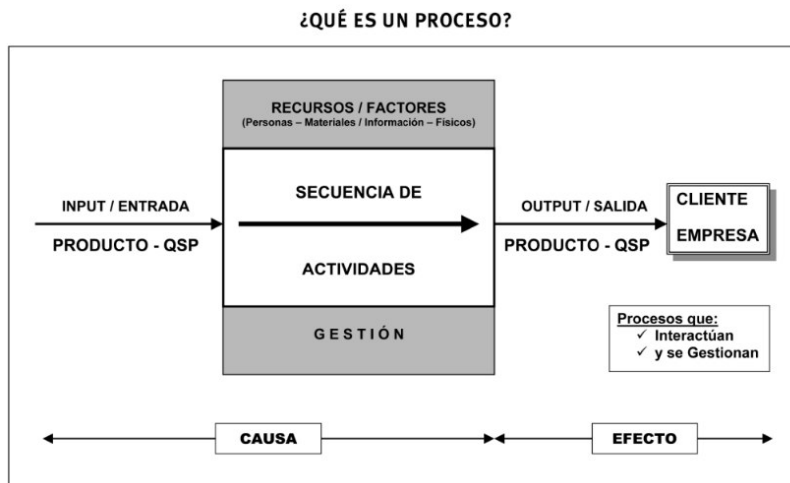 ¿QUÉ ES UN PROCESO?
RECURSOS / FACTORES
(Personas – Materiales / Información – Físicos)
INPUT / ENTRADA
PRODUCTO - QSP
SECUENCIA DE
ACTIVIDADES
OUTPUT / SALIDA
PRODUCTO - QSP
CLIENTE
EMPRESA
GESTIÓN
Procesos que:
✓ Interactúan
✓ y se Gestionan
CAUSA
EFECTO